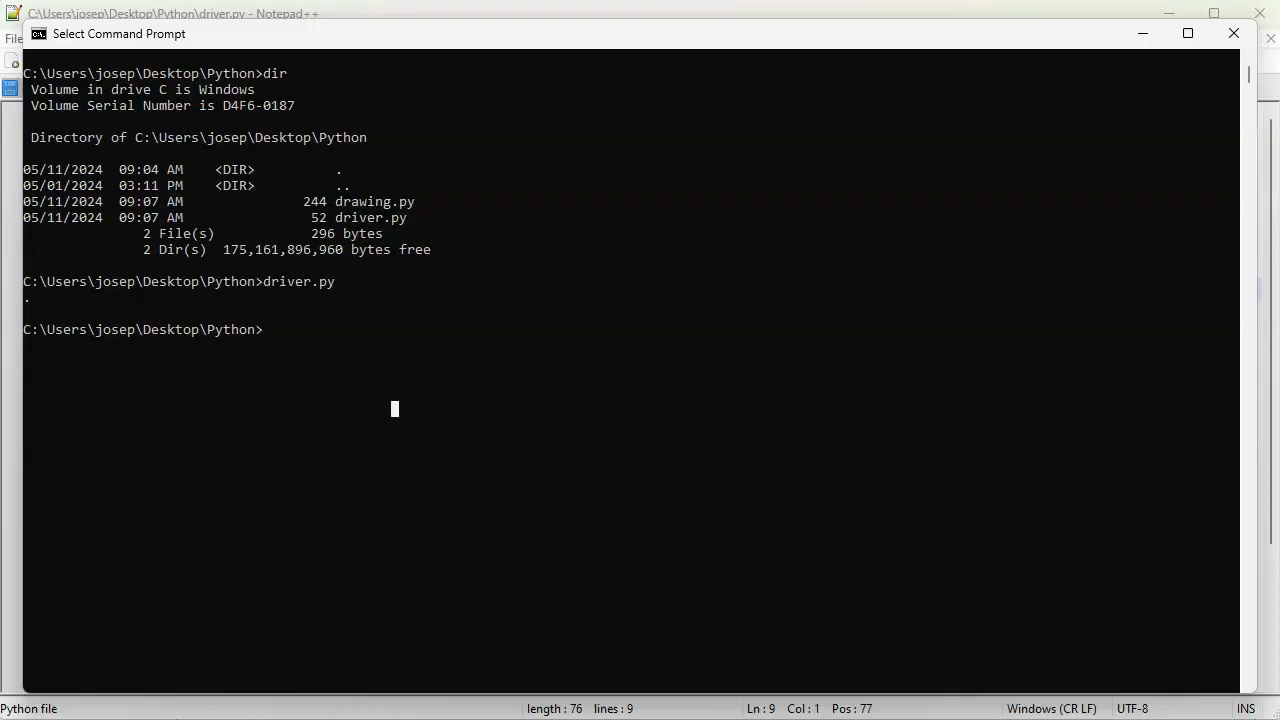 C:\Users\josep\Desktop\Python\driver.py - Notepad++
File
Select Command Prompt
C:\Users\josep\Desktop\Python>dir
Volume in drive C is Windows
Volume Serial Number is D4F6-0187
Directory of C:\Users\josep\Desktop\Python
05/11/2024 09:04 AM <DIR> .
05/01/2024 03:11 PM <DIR> ..
05/11/2024 09:07 AM 244 drawing.py
05/11/2024 09:07 AM 52 driver.py
2 File(s) 296 bytes
2 Dir(s) 175,161,896,960 bytes free
C:\Users\josep\Desktop\Python>driver.py
.
C:\Users\josep\Desktop\Python>
Python file length : 76 lines : 9 Ln : 9 Col : 1 Pos : 77 Windows (CR LF) UTF-8 INS